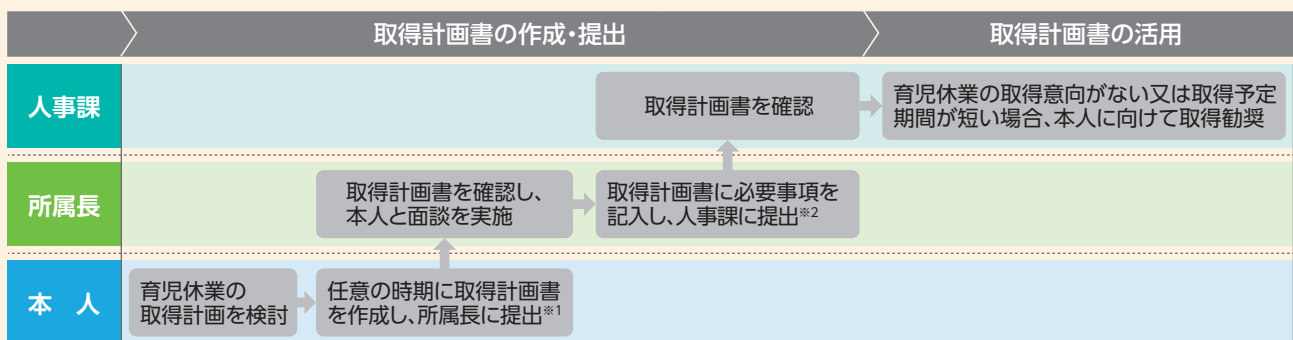 取得計画書の作成・提出
取得計画書の活用
人事課
取得計画書を確認
育児休業の取得意向がない又は取得予定
期間が短い場合、本人に向けて取得勧奨
所属長
取得計画書を確認し、
本人と面談を実施
取得計画書に必要事項を
記入し、人事課に提出※2
本　人
育児休業の
取得計画を検討
任意の時期に取得計画書
を作成し、所属長に提出※1